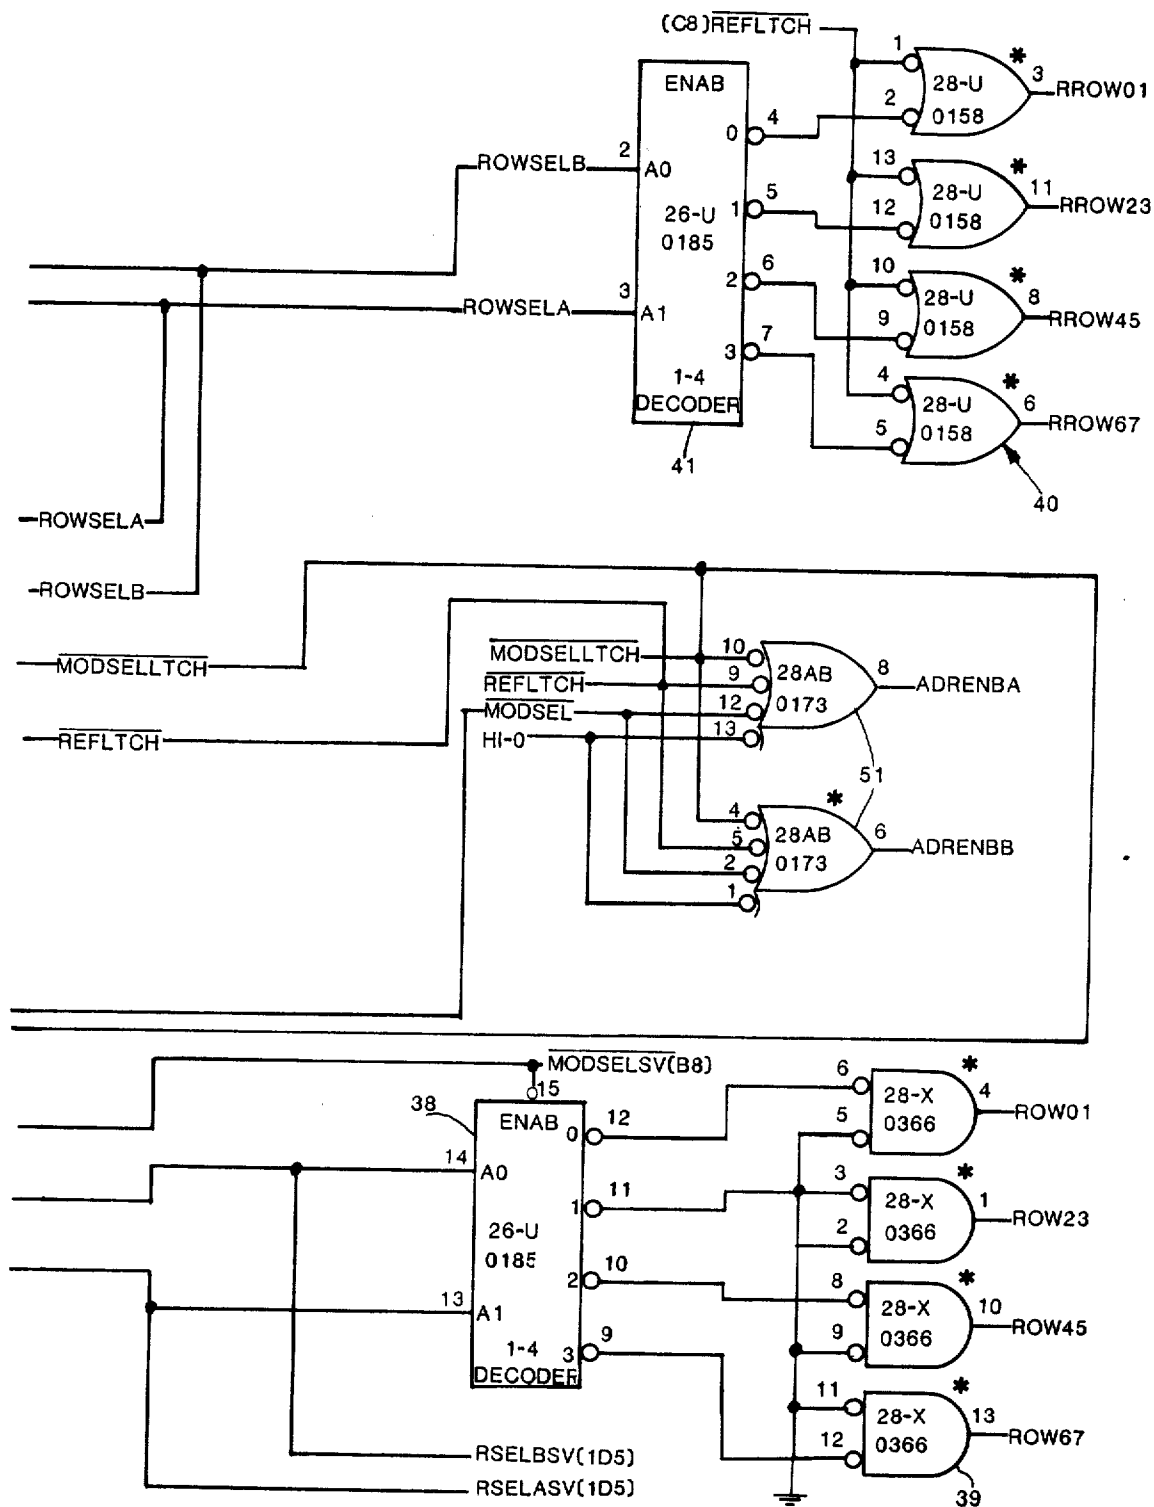 (C8)REFLTCH
1
28-U
0158
*
3
RROW01
2
ENAB
4
0
2
ROWSELB
A0
13
28-U
0158
*
11
RROW23
12
26-U
0185
5
1
6
2
10
28-U
0158
*
8
RROW45
9
3
ROWSELA
A1
7
3
1-4
DECODER
4
28-U
0158
*
6
RROW67
5
41
40
ROWSELA
ROWSELB
MODSELLTCH
REFLTCH
MODSELLTCH
10
REFLTCH
9
MODSEL
12
HI-0
13
28AB
0173
8
ADRENBA
51
*
4
5
2
1
28AB
0173
6
ADRENBB
MODSELSV(B8)
15
38
ENAB
12
0
14
A0
11
1
26-U
0185
10
2
13
A1
9
3
1-4
DECODER
6
5
28-X
0366
*
4
ROW01
3
2
28-X
0366
*
1
ROW23
8
9
28-X
0366
*
10
ROW45
11
12
28-X
0366
*
13
ROW67
39
RSELBSV(1D5)
RSELASV(1D5)